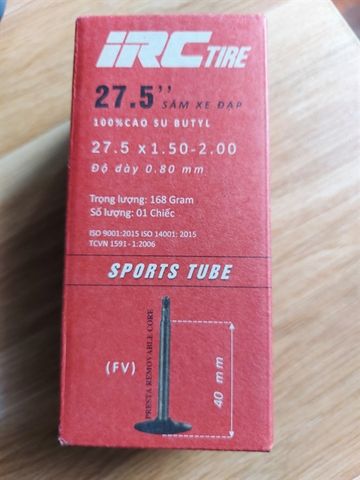 iRC TIRE
27.5'' SĂM XE ĐẠP
100%CAO SU BUTYL
27.5 x 1.50-2.00
Độ dày 0.80 mm
Trọng lượng: 168 Gram
Số lượng: 01 Chiếc
ISO 9001:2015 ISO 14001: 2015
TCVN 1591-1:2006
SPORTS TUBE
(FV)
PRESTA REMOVABLE CORE
40 mm